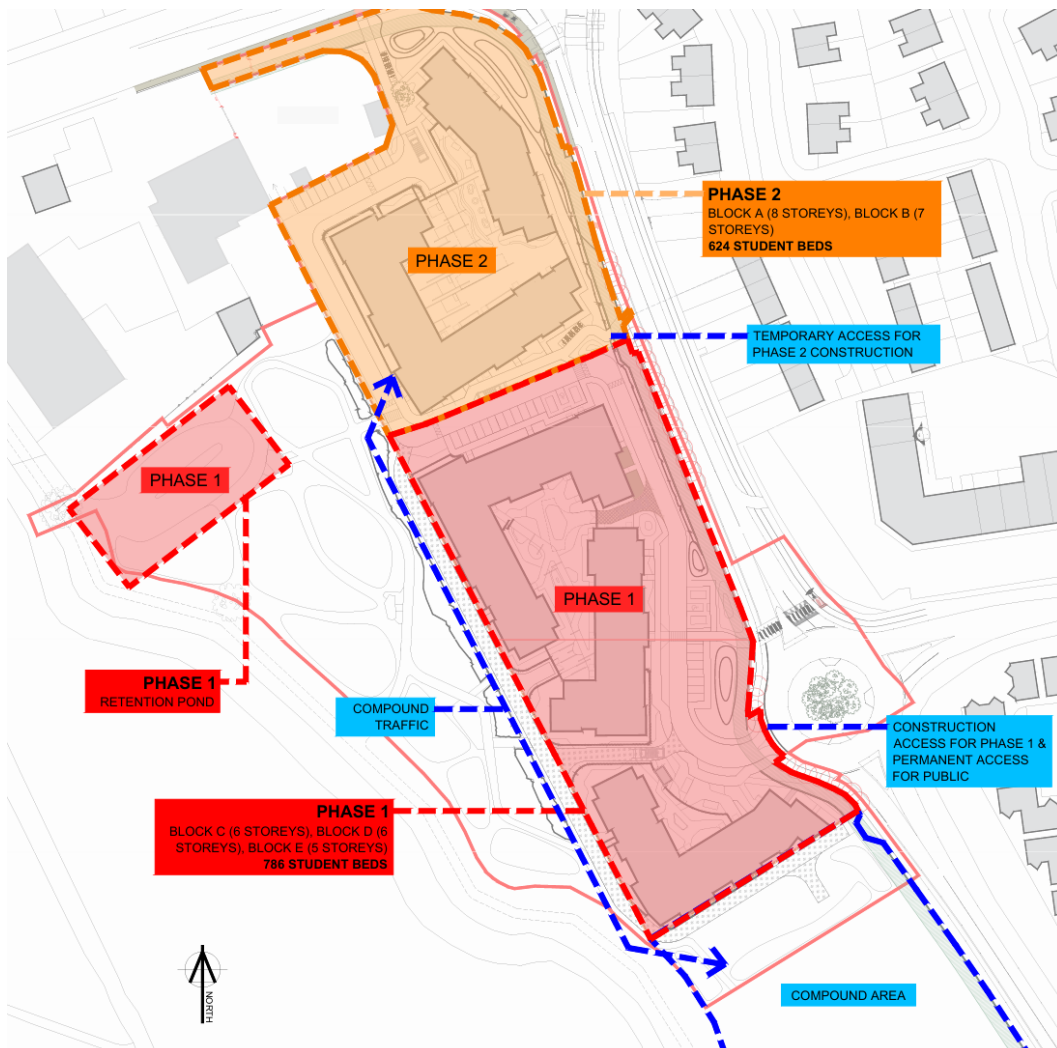 PHASE 2
BLOCK A (8 STOREYS), BLOCK B (7
STOREYS)
624 STUDENT BEDS
PHASE 2
TEMPORARY ACCESS FOR
PHASE 2 CONSTRUCTION
PHASE 1
PHASE 1
PHASE 1
RETENTION POND
COMPOUND
TRAFFIC
CONSTRUCTION
ACCESS FOR PHASE 1 &
PERMANENT ACCESS
FOR PUBLIC
PHASE 1
BLOCK C (6 STOREYS), BLOCK D (6
STOREYS), BLOCK E (5 STOREYS)
786 STUDENT BEDS
NORTH
COMPOUND AREA